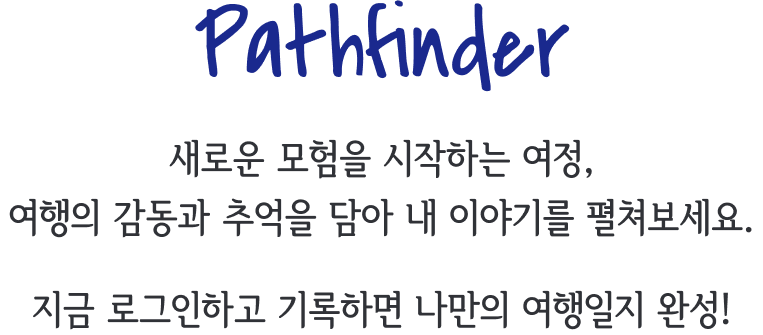 Pathfinder
새로운 모험을 시작하는 여정,
여행의 감동과 추억을 담아 내 이야기를 펼쳐보세요.
지금 로그인하고 기록하면 나만의 여행일지 완성!